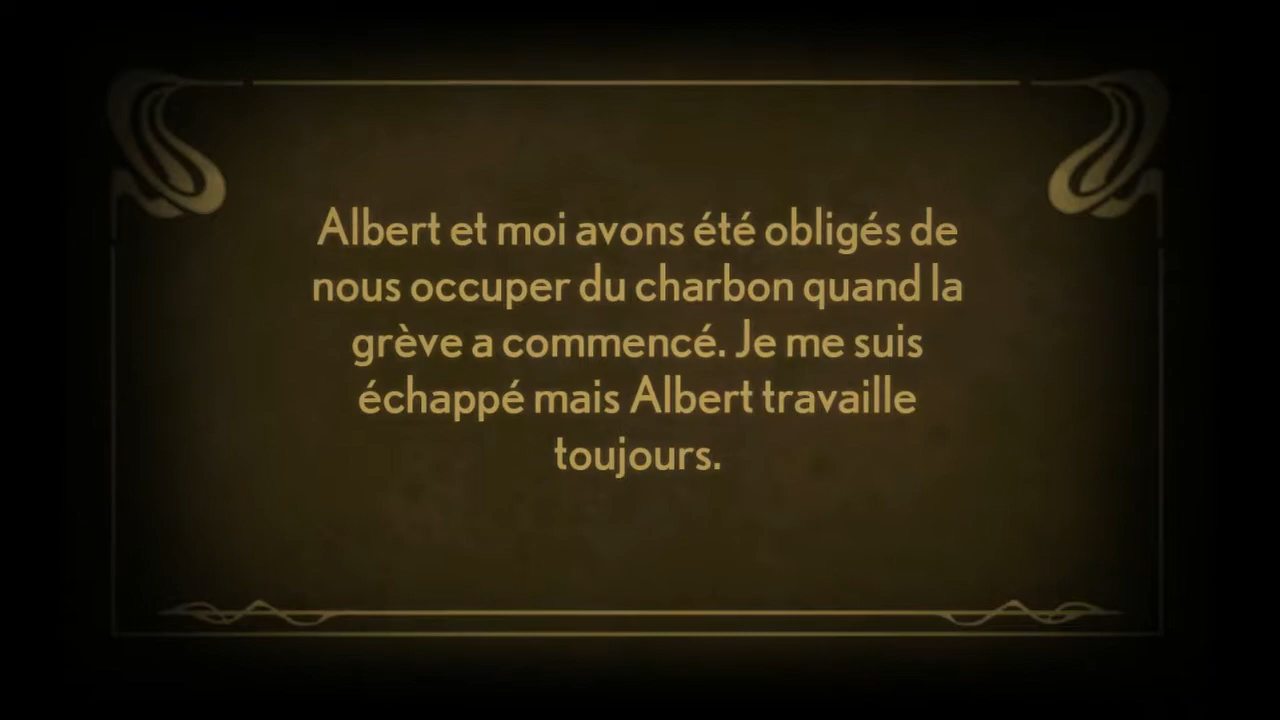 Albert et moi avons été obligés de
nous occuper du charbon quand la
grève a commencé. Je me suis
échappé mais Albert travaille
toujours.